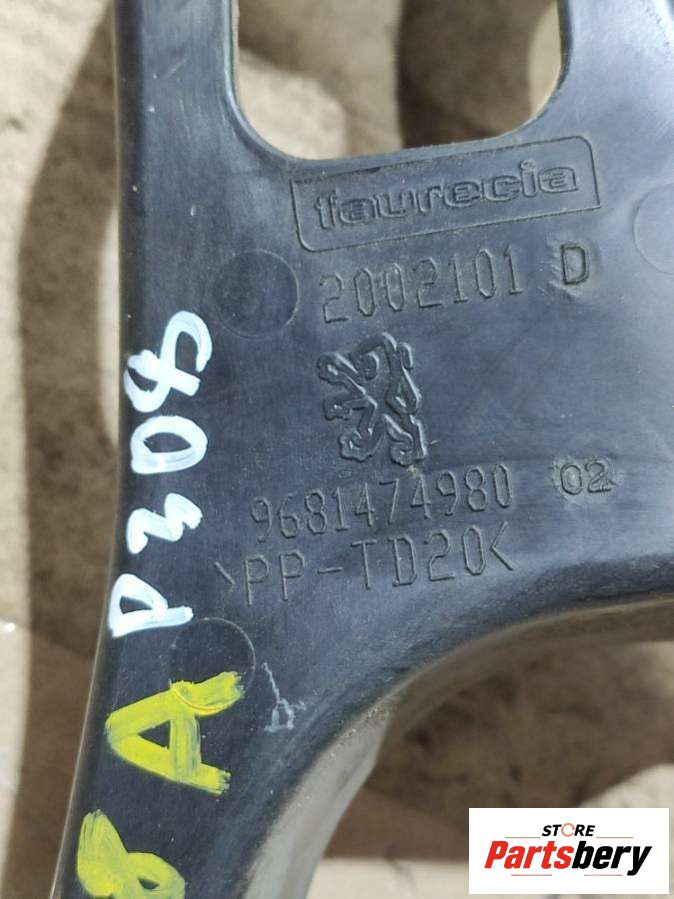 faurecia
2002101 D
9681474980 02
>PP-TD20<
P308
8A
STORE
Partsbery